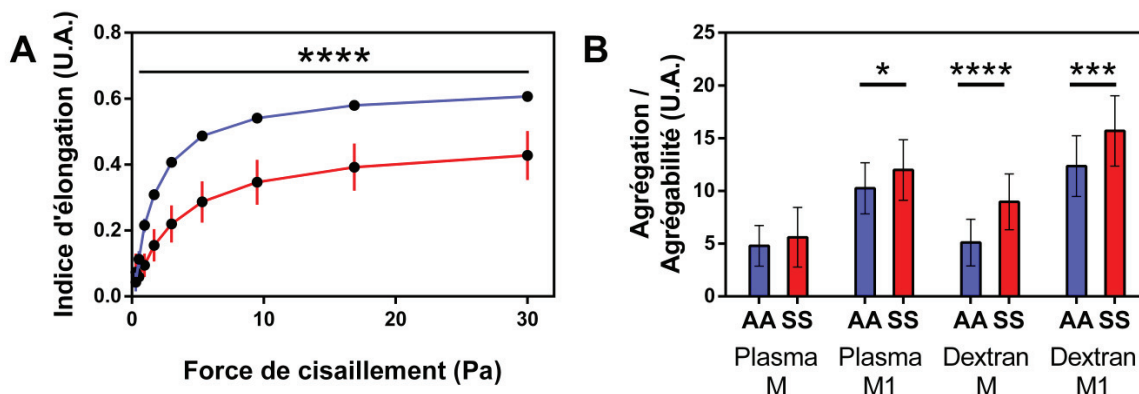 A
Indice d'élongation (U.A.)
0.8
0.6
0.4
0.2
0.0
****
0
10
20
30
Force de cisaillement (Pa)
B
Agrégation /
Agrégabilité (U.A.)
25
20
15
10
5
0
*
****
***
AA SS
AA SS
AA SS
AA SS
Plasma
M
Plasma
M1
Dextran
M
Dextran
M1